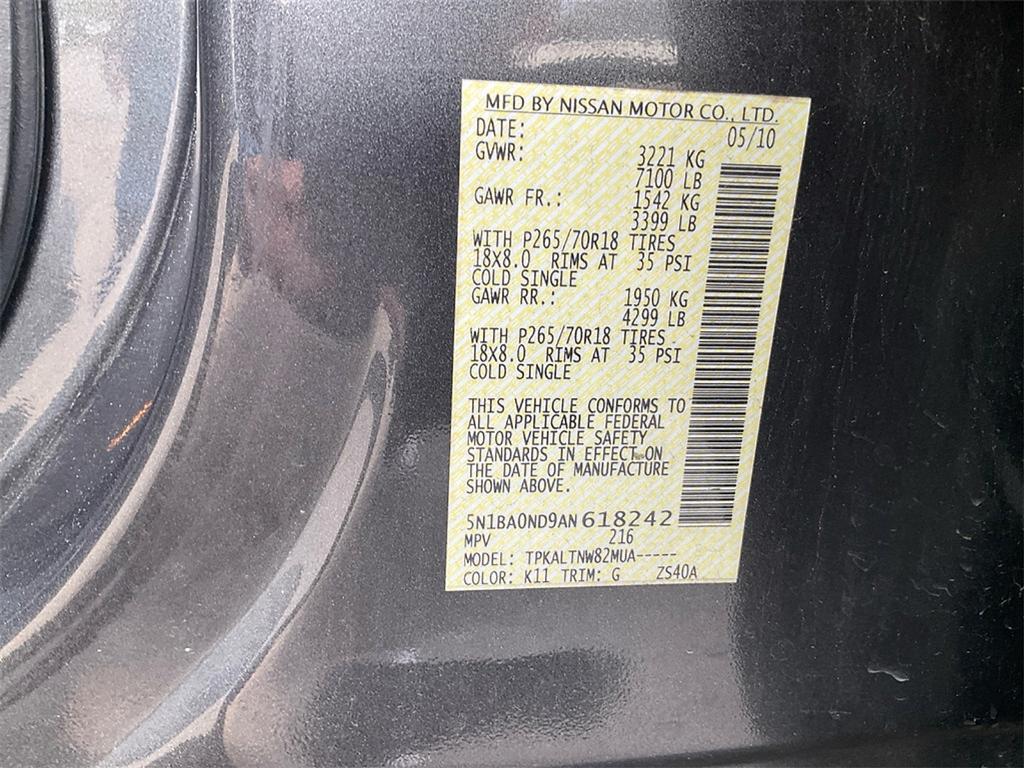 MFD BY NISSAN MOTOR CO., LTD.
DATE: 05/10
GVWR: 3221 KG
7100 LB
GAWR FR.: 1542 KG
3399 LB
WITH P265/70R18 TIRES
18X8.0 RIMS AT 35 PSI
COLD SINGLE
GAWR RR.: 1950 KG
4299 LB
WITH P265/70R18 TIRES
18X8.0 RIMS AT 35 PSI
COLD SINGLE
THIS VEHICLE CONFORMS TO
ALL APPLICABLE FEDERAL
MOTOR VEHICLE SAFETY
STANDARDS IN EFFECT ON
THE DATE OF MANUFACTURE
SHOWN ABOVE.
5N1BA0ND9AN618242
MPV 216
MODEL: TPKALTNW82MUA-----
COLOR: K11 TRIM: G ZS40A